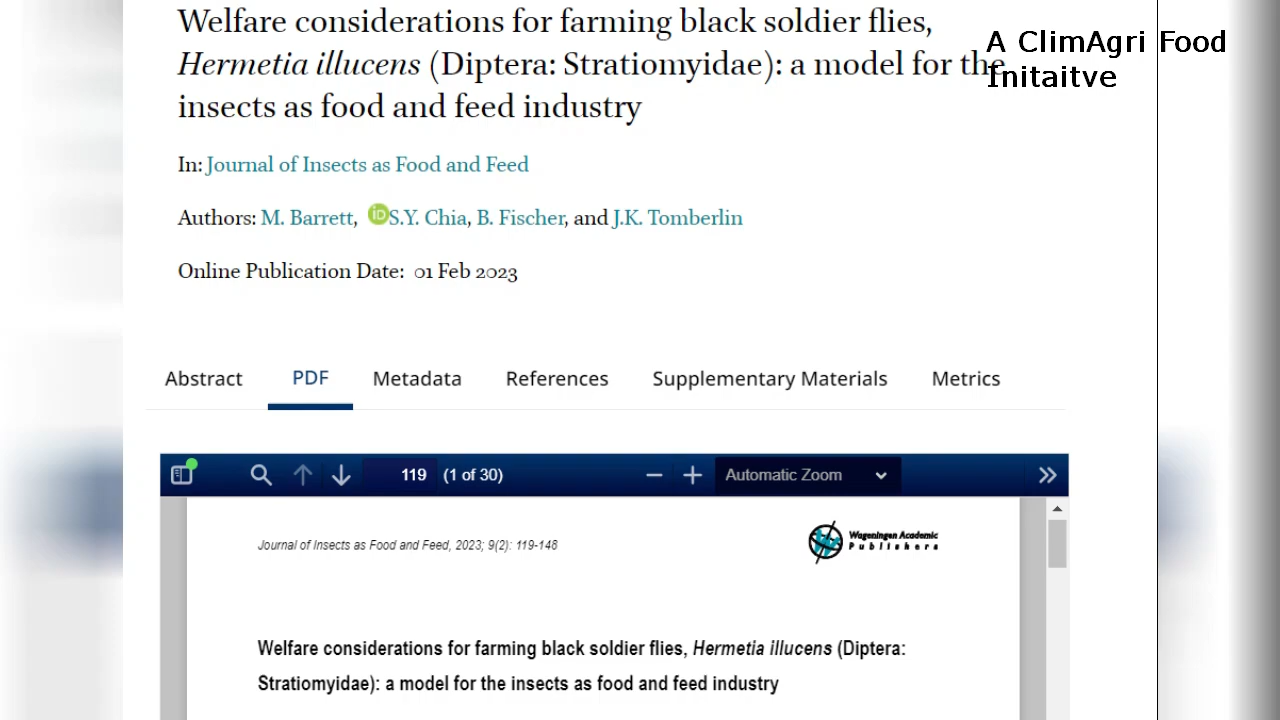 Welfare considerations for farming black soldier flies,
Hermetia illucens (Diptera: Stratiomyidae): a model for the
insects as food and feed industry
A ClimAgri Food
Initaitve
In: Journal of Insects as Food and Feed
Authors: M. Barrett, iD S.Y. Chia, B. Fischer, and J.K. Tomberlin
Online Publication Date: 01 Feb 2023
Abstract PDF Metadata References Supplementary Materials Metrics
119 (1 of 30) Automatic Zoom
Journal of Insects as Food and Feed, 2023; 9(2): 119-148
Wageningen Academic
Publishers
Welfare considerations for farming black soldier flies, Hermetia illucens (Diptera:
Stratiomyidae): a model for the insects as food and feed industry